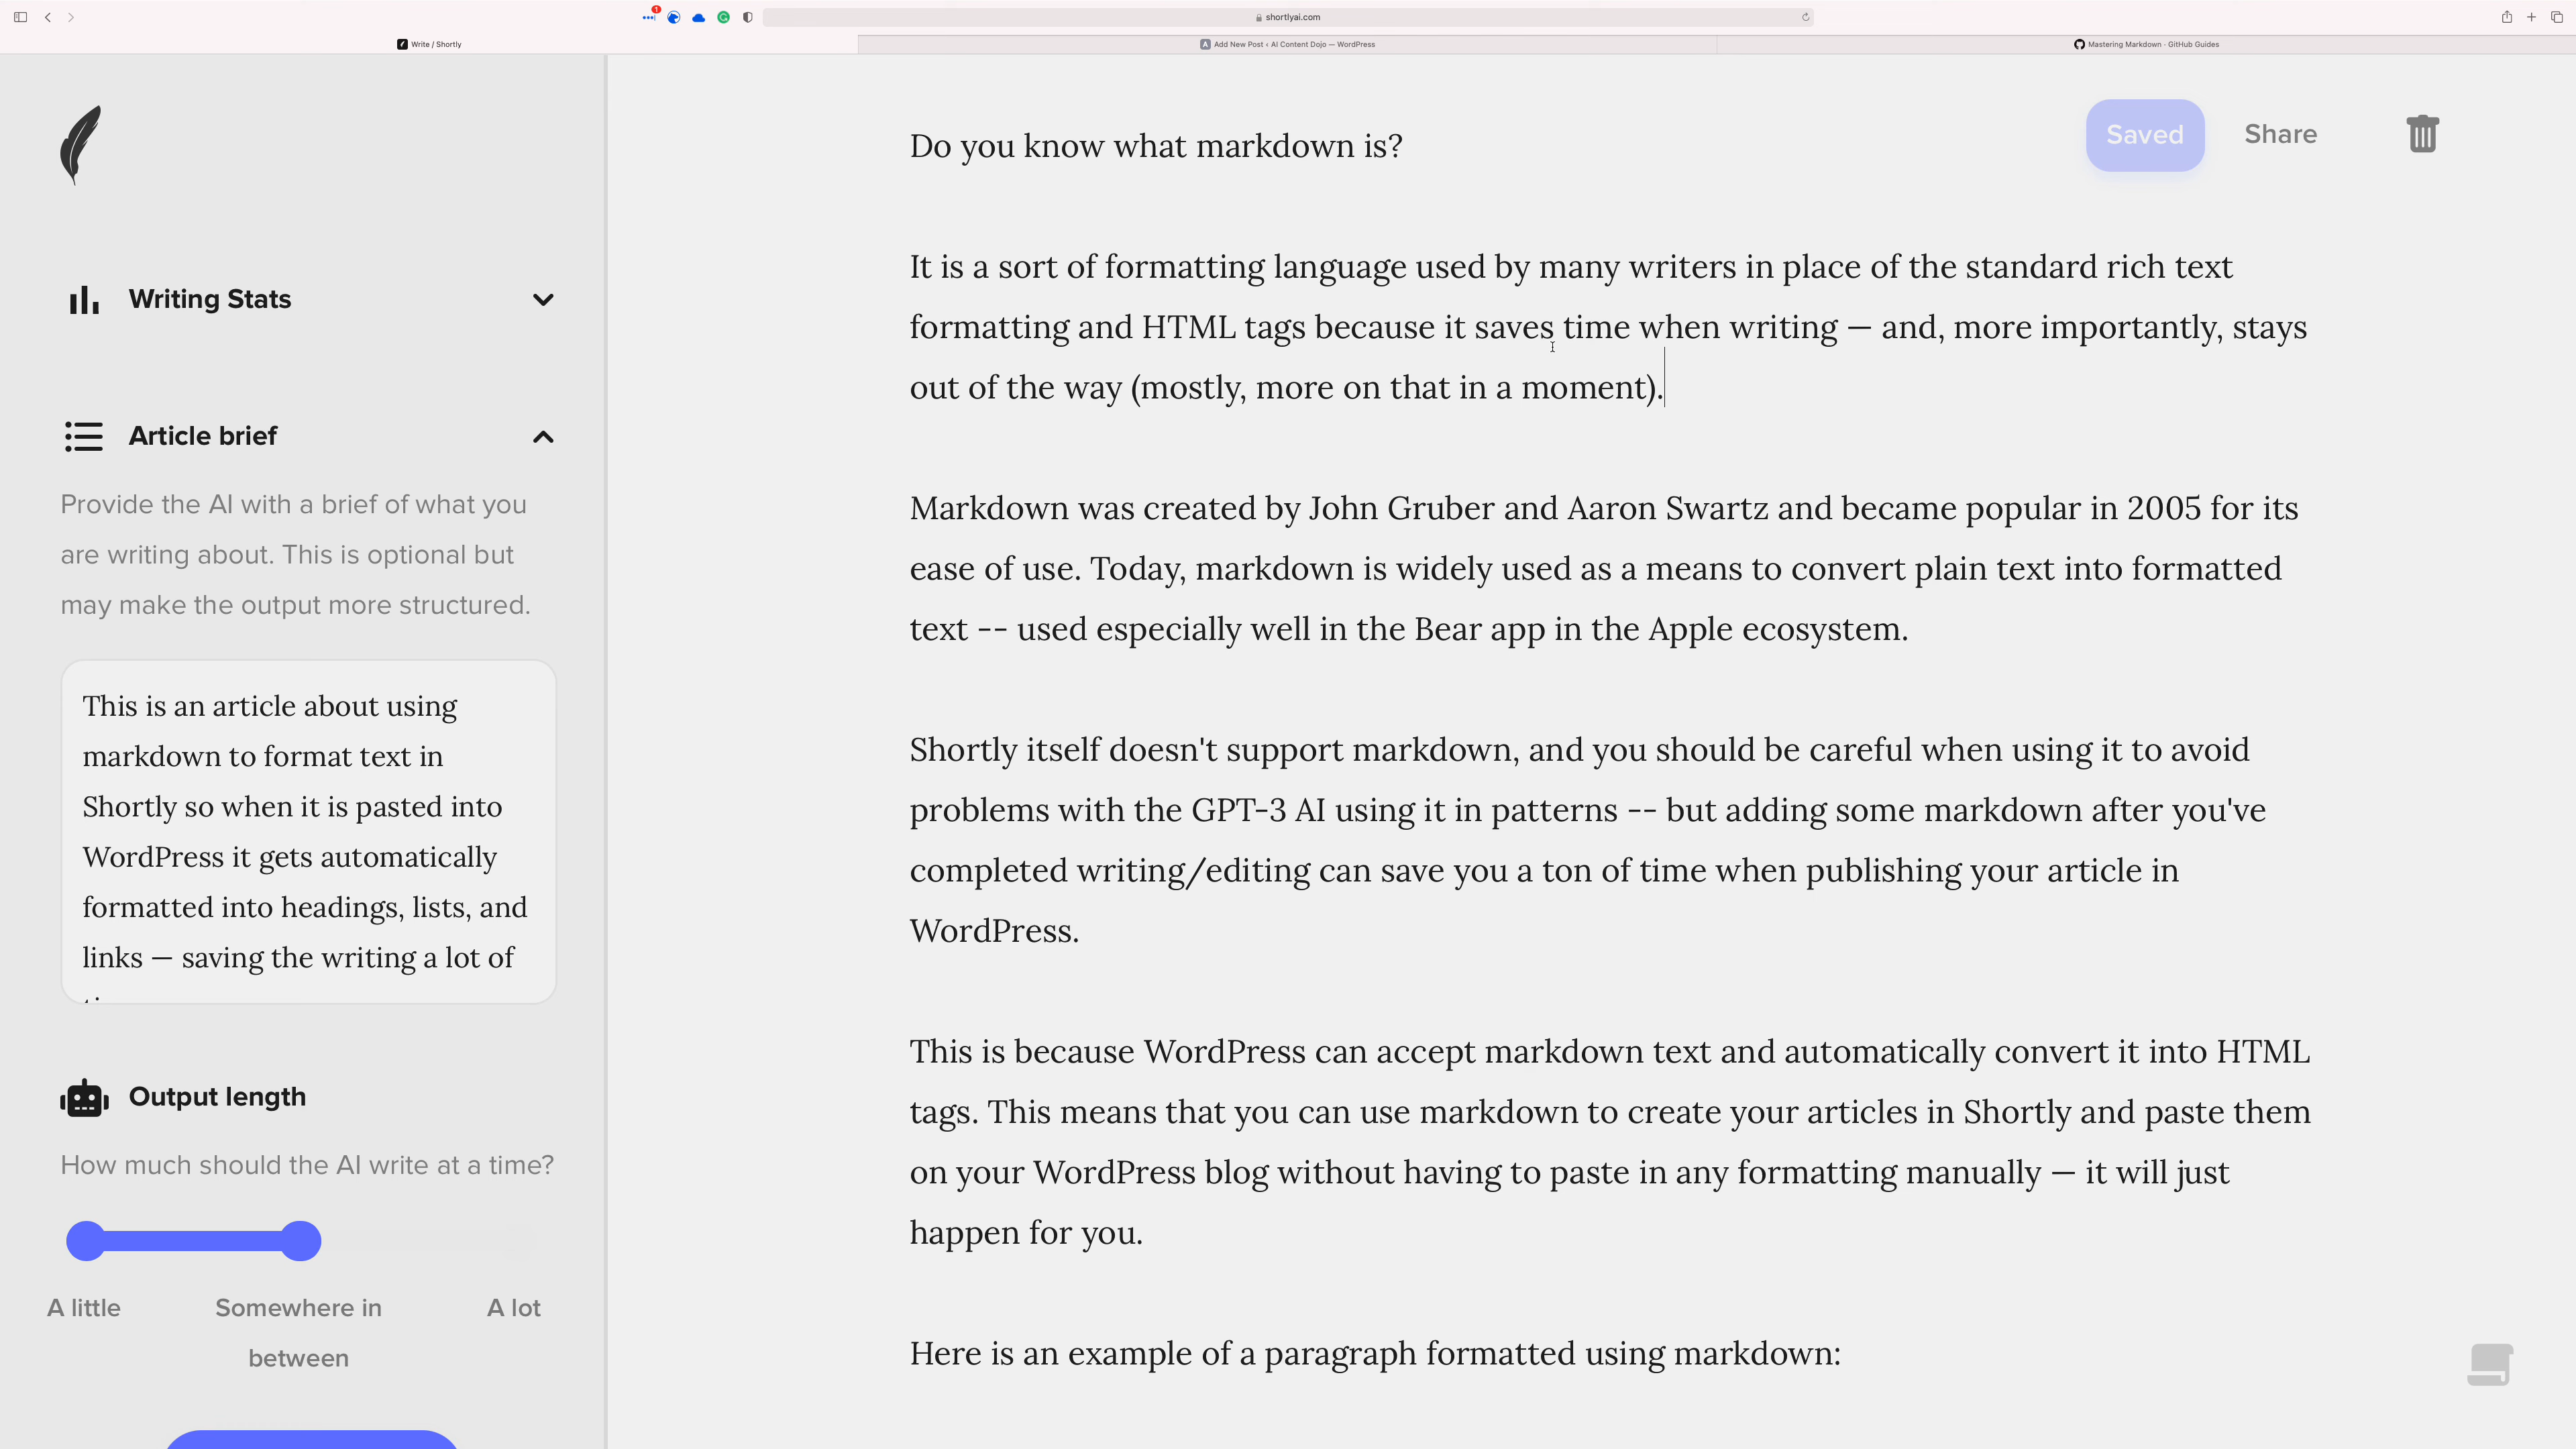 1
shortlyai.com
Write / Shortly
Add New Post ‹ AI Content Dojo — WordPress
Mastering Markdown · GitHub Guides
Writing Stats
Article brief
Provide the AI with a brief of what you
are writing about. This is optional but
may make the output more structured.
This is an article about using
markdown to format text in
Shortly so when it is pasted into
WordPress it gets automatically
formatted into headings, lists, and
links — saving the writing a lot of
Output length
How much should the AI write at a time?
A little
Somewhere in
between
A lot
Saved
Share
Do you know what markdown is?
It is a sort of formatting language used by many writers in place of the standard rich text
formatting and HTML tags because it saves time when writing — and, more importantly, stays
out of the way (mostly, more on that in a moment).
Markdown was created by John Gruber and Aaron Swartz and became popular in 2005 for its
ease of use. Today, markdown is widely used as a means to convert plain text into formatted
text -- used especially well in the Bear app in the Apple ecosystem.
Shortly itself doesn't support markdown, and you should be careful when using it to avoid
problems with the GPT-3 AI using it in patterns -- but adding some markdown after you've
completed writing/editing can save you a ton of time when publishing your article in
WordPress.
This is because WordPress can accept markdown text and automatically convert it into HTML
tags. This means that you can use markdown to create your articles in Shortly and paste them
on your WordPress blog without having to paste in any formatting manually — it will just
happen for you.
Here is an example of a paragraph formatted using markdown: